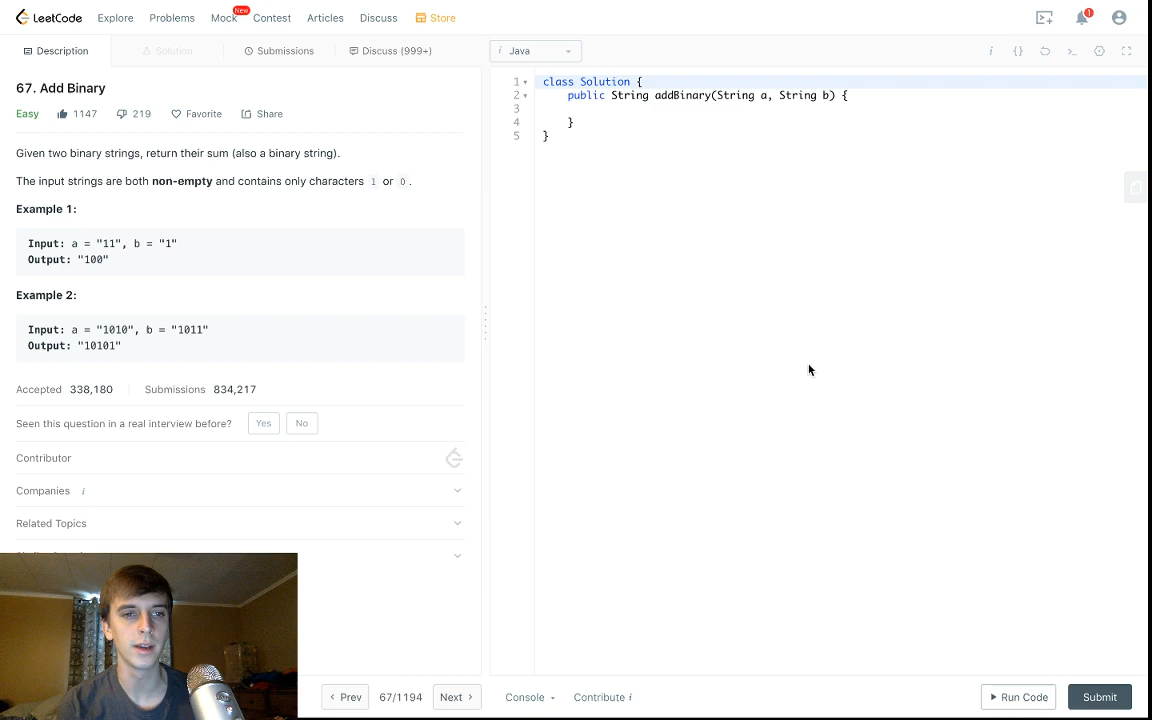 LeetCode Explore Problems Mock New Contest Articles Discuss Store 1
Description Solution Submissions Discuss (999+) i Java i {} >_
67. Add Binary
Easy 1147 219 Favorite Share
Given two binary strings, return their sum (also a binary string).
The input strings are both non-empty and contains only characters 1 or 0.
Example 1:
Input: a = "11", b = "1"
Output: "100"
Example 2:
Input: a = "1010", b = "1011"
Output: "10101"
Accepted 338,180 Submissions 834,217
Seen this question in a real interview before? Yes No
Contributor
Companies i
Related Topics
1 class Solution {
2 public String addBinary(String a, String b) {
3
4 }
5 }
Prev 67/1194 Next Console Contribute i Run Code Submit